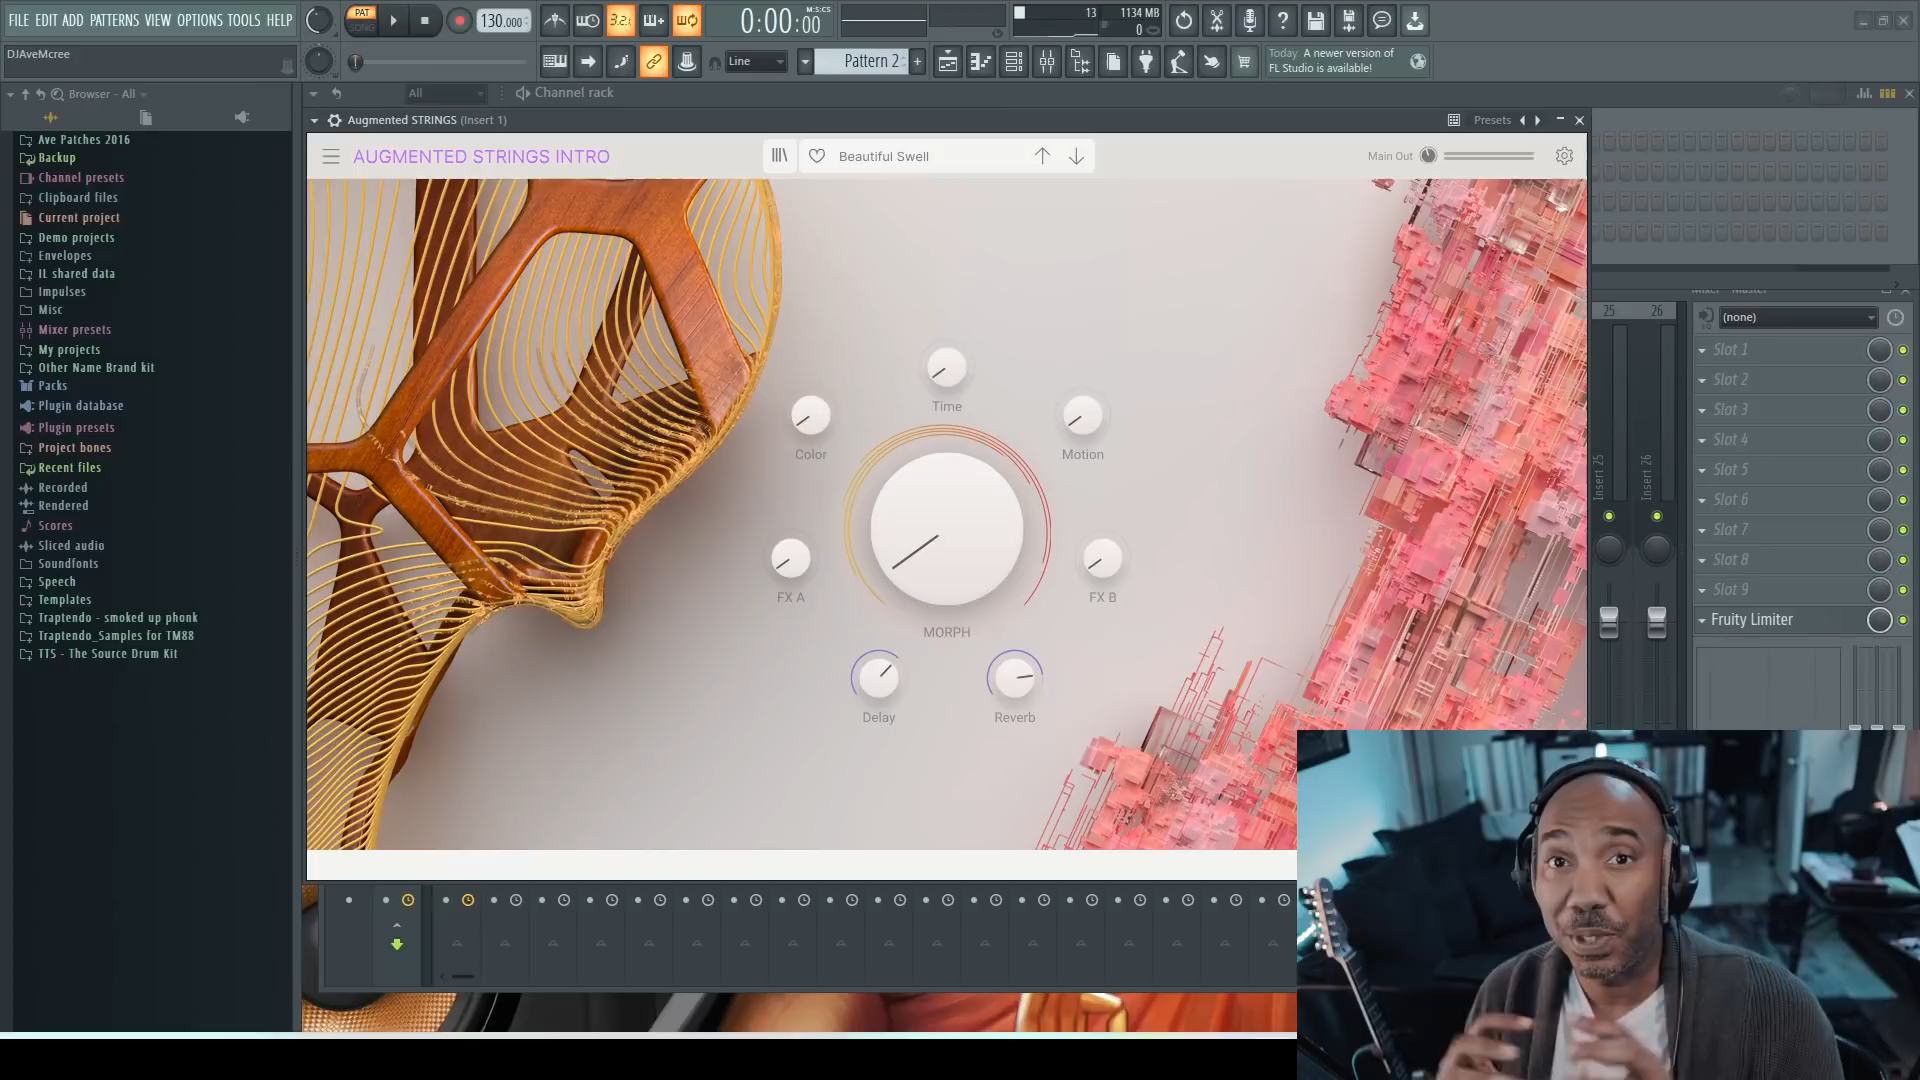 FILE EDIT ADD PATTERNS VIEW OPTIONS TOOLS HELP
PAT
SONG
130.000
3.2.
0:00:00
M:S:CS
13
1134 MB
0
DJAveMcree
Line
Pattern 2
Today A newer version of
FL Studio is available!
Browser - All
All
Channel rack
Ave Patches 2016
Backup
Channel presets
Clipboard files
Current project
Demo projects
Envelopes
IL shared data
Impulses
Misc
Mixer presets
My projects
Other Name Brand kit
Packs
Plugin database
Plugin presets
Project bones
Recent files
Recorded
Rendered
Scores
Sliced audio
Soundfonts
Speech
Templates
Traptendo - smoked up phonk
Traptendo_Samples for TM88
TTS - The Source Drum Kit
Augmented STRINGS (Insert 1)
Presets
AUGMENTED STRINGS INTRO
Beautiful Swell
Main Out
Time
Color
Motion
FX A
FX B
MORPH
Delay
Reverb
25
26
Insert 25
Insert 26
(none)
Slot 1
Slot 2
Slot 3
Slot 4
Slot 5
Slot 6
Slot 7
Slot 8
Slot 9
Fruity Limiter